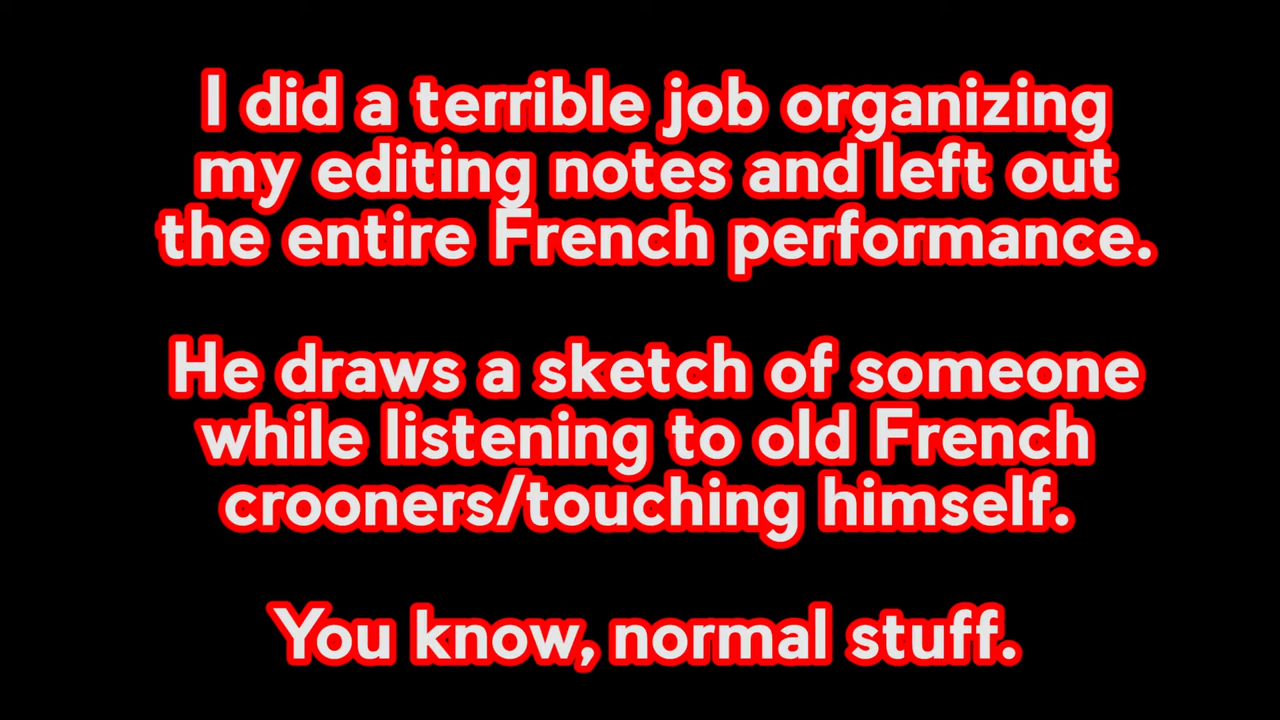 I did a terrible job organizing
my editing notes and left out
the entire French performance.
He draws a sketch of someone
while listening to old French
crooners/touching himself.
You know, normal stuff.